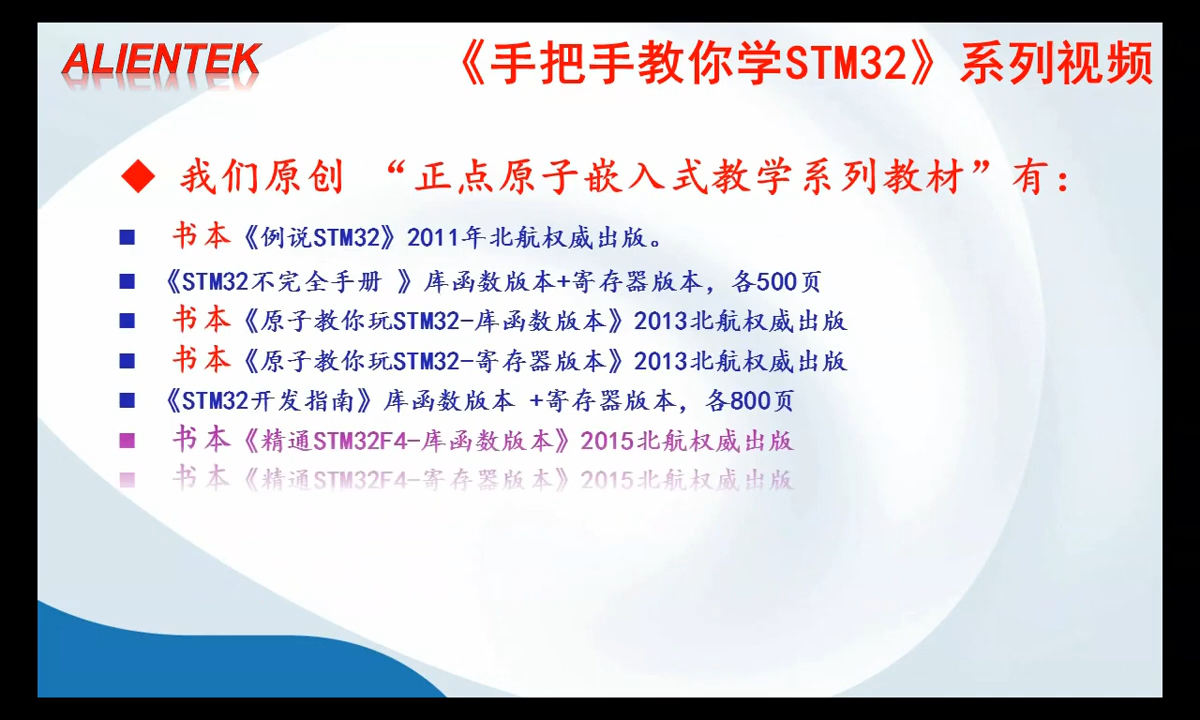 ALIENTEK
《手把手教你学STM32》系列视频
我们原创 “正点原子嵌入式教学系列教材”有：
书本《例说STM32》2011年北航权威出版。
《STM32不完全手册 》库函数版本+寄存器版本，各500页
书本《原子教你玩STM32-库函数版本》2013北航权威出版
书本《原子教你玩STM32-寄存器版本》2013北航权威出版
《STM32开发指南》库函数版本 +寄存器版本，各800页
书本《精通STM32F4-库函数版本》2015北航权威出版
书本《精通STM32F4-寄存器版本》2015北航权威出版